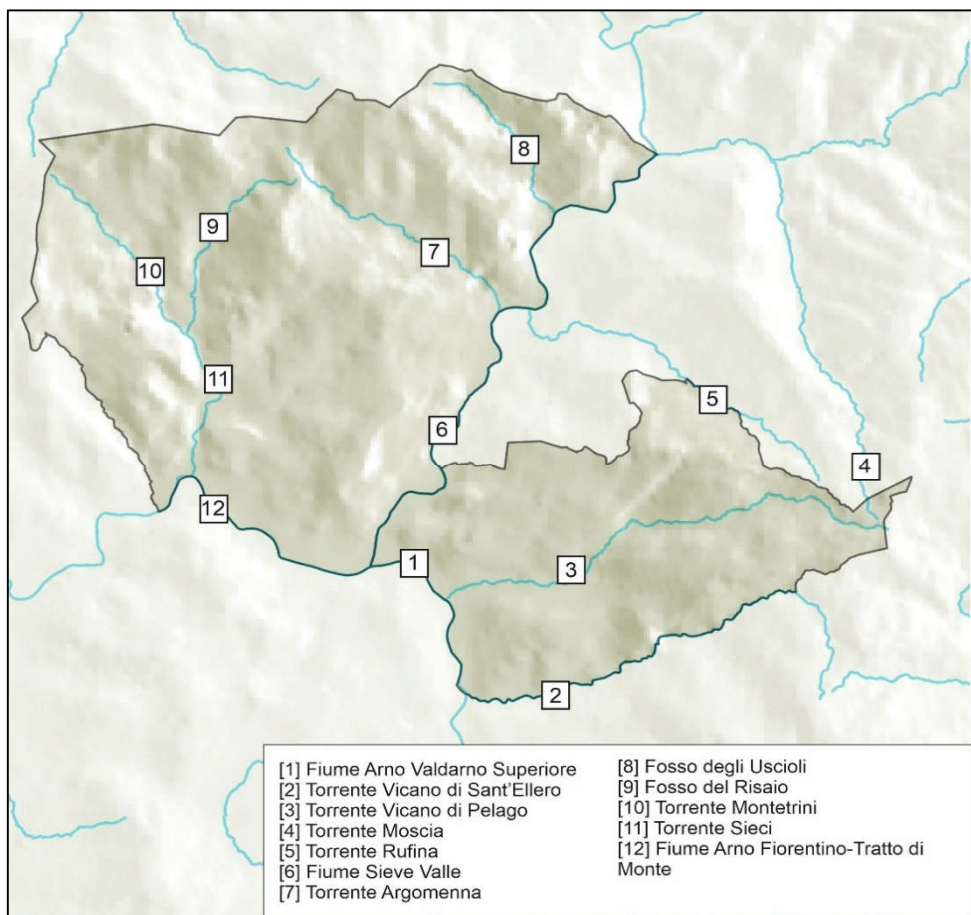 8
9
7
10
11
5
6
4
12
1
3
2
[1] Fiume Arno Valdarno Superiore
[2] Torrente Vicano di Sant'Ellero
[3] Torrente Vicano di Pelago
[4] Torrente Moscia
[5] Torrente Rufina
[6] Fiume Sieve Valle
[7] Torrente Argomenna
[8] Fosso degli Uscioli
[9] Fosso del Risaio
[10] Torrente Montetrini
[11] Torrente Sieci
[12] Fiume Arno Fiorentino-Tratto di
Monte